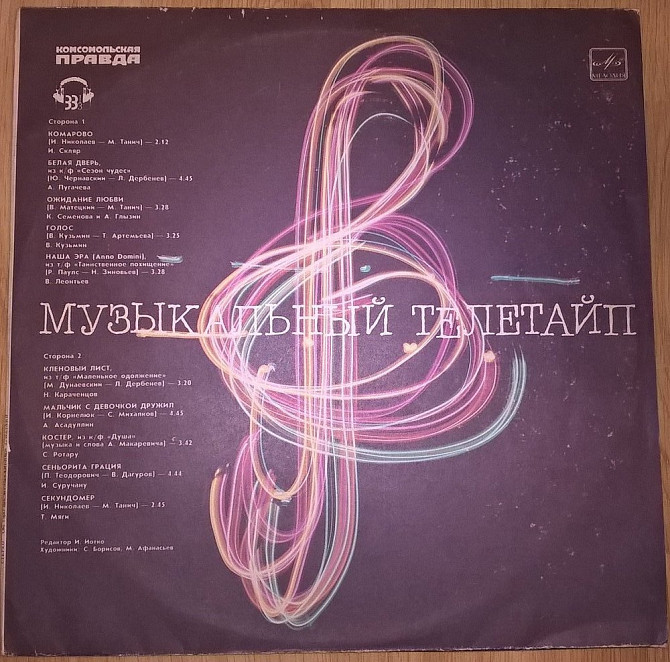 КОМСОМОЛЬСКАЯ
ПРАВДА
МЕЛОДИЯ
33
Сторона 1
КОМАРОВО
(И. Николаев — М. Танич) — 2.12
И. Скляр
БЕЛАЯ ДВЕРЬ,
из к/ф «Сезон чудес»
(Ю. Чернавский — Л. Дербенев) — 4.45
А. Пугачева
ОЖИДАНИЕ ЛЮБВИ
(В. Матецкий — М. Танич) — 3.28
К. Семенова и А. Глызин
ГОЛОС
(В. Кузьмин — Т. Артемьева) — 3.25
В. Кузьмин
НАША ЭРА (Anno Domini),
из т.ф «Таинственное похищение»
(Р. Паулс — Н. Зиновьев) — 3.28
В. Леонтьев
МУЗЫКАЛЬНЫЙ ТЕЛЕТАЙП
Сторона 2
КЛЕНОВЫЙ ЛИСТ,
из т/ф «Маленькое одолжение»
(М. Дунаевский — Л. Дербенев) — 3.20
Н. Караченцов
МАЛЬЧИК С ДЕВОЧКОЙ ДРУЖИЛ
(И. Корнелюк — С. Михалков) — 4.45
А. Асадуллин
КОСТЕР, из к/ф «Душа»
(музыка и слова А. Макаревича) — 3.42
С. Ротару
СЕНЬОРИТА ГРАЦИЯ
(П. Теодорович — В. Дагуров) — 4.44
И. Суручану
СЕКУНДОМЕР
(И. Николаев — М. Танич) — 2.45
Т. Мяги
Редактор И. Йотко
Художники: С. Борисов, М. Афанасьев